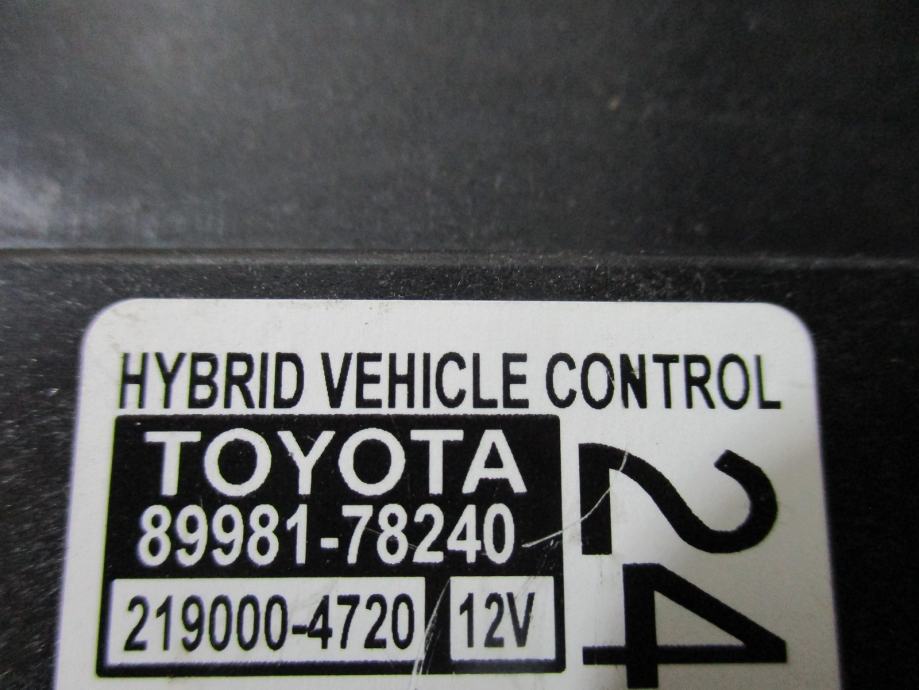 HYBRID VEHICLE CONTROL
TOYOTA
89981-78240
219000-4720 12V
24